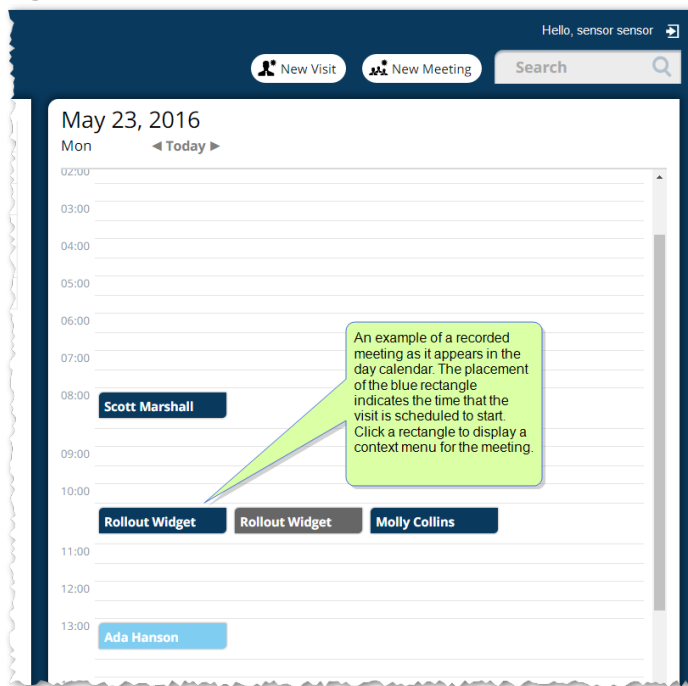 Hello, sensor sensor
New Visit
New Meeting
Search
May 23, 2016
Mon
◄ Today ►
02:00
03:00
04:00
05:00
06:00
07:00
An example of a recorded
meeting as it appears in the
day calendar. The placement
of the blue rectangle
indicates the time that the
visit is scheduled to start.
Click a rectangle to display a
context menu for the meeting.
08:00
Scott Marshall
09:00
10:00
Rollout Widget
Rollout Widget
Molly Collins
11:00
12:00
13:00
Ada Hanson